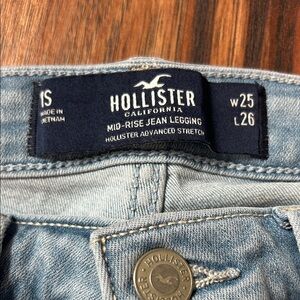 1S
MADE IN
VIETNAM
HOLLISTER
CALIFORNIA
MID-RISE JEAN LEGGING
HOLLISTER ADVANCED STRETCH
W25
L26
HOLLISTER